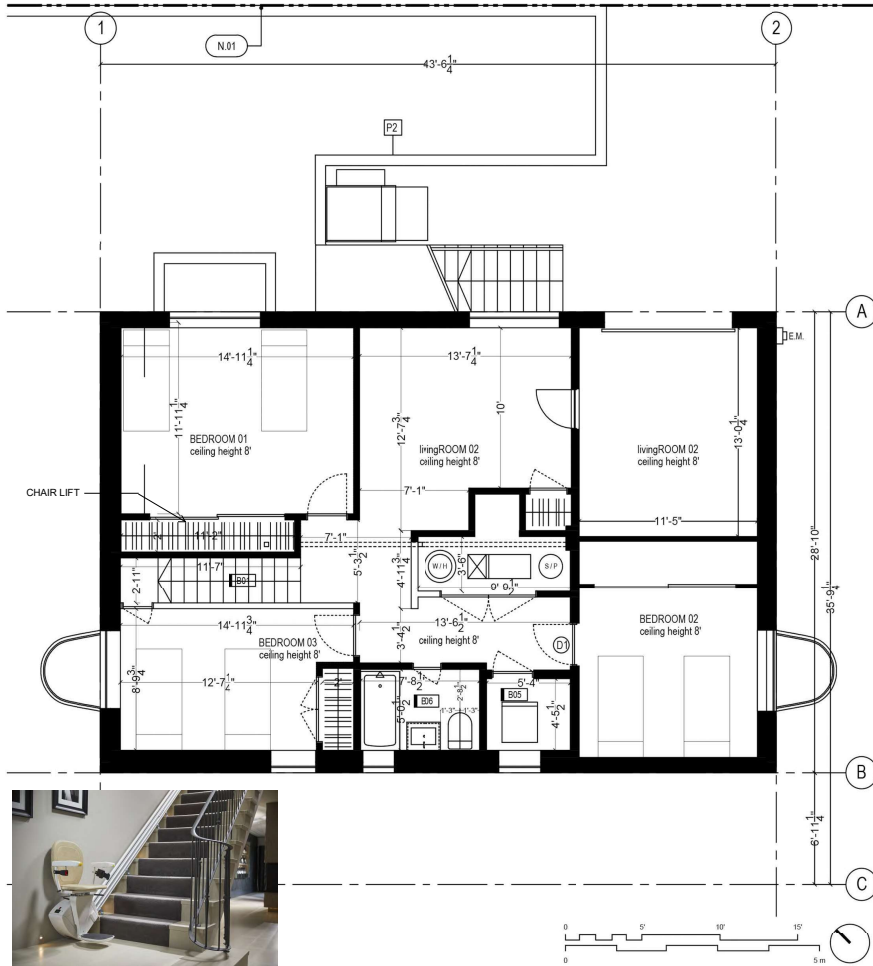 1
2
N.01
43'-6 1/4"
P2
A
E.M.
14'-11 1/4"
13'-7 1/4"
11'-11 1/4"
12'-7 3/4"
10'
13'-0 1/4"
BEDROOM 01
ceiling height 8'
livingROOM 02
ceiling height 8'
livingROOM 02
ceiling height 8'
CHAIR LIFT
7'-1"
11'-5"
28'-10"
35'-9 1/4"
2'
11'-2"
7'-1"
5'-3 1/2"
4'-11 3/4"
W/H
3'-6"
S/P
11'-7'
2'-11"
B01
14'-11 3/4"
BEDROOM 03
ceiling height 8'
13'-6 1/2"
ceiling height 8'
3'-4 1/2"
D1
BEDROOM 02
ceiling height 8'
8'-9 3/4"
12'-7 1/4"
2'
7'-8 1/2"
5'-4"
5'-0 1/2"
2'-8 1/2"
1'-3"
1'-3"
B06
B05
4'-5 1/2"
B
6'-11 1/4"
C
0
5'
10'
15'
0
5 m